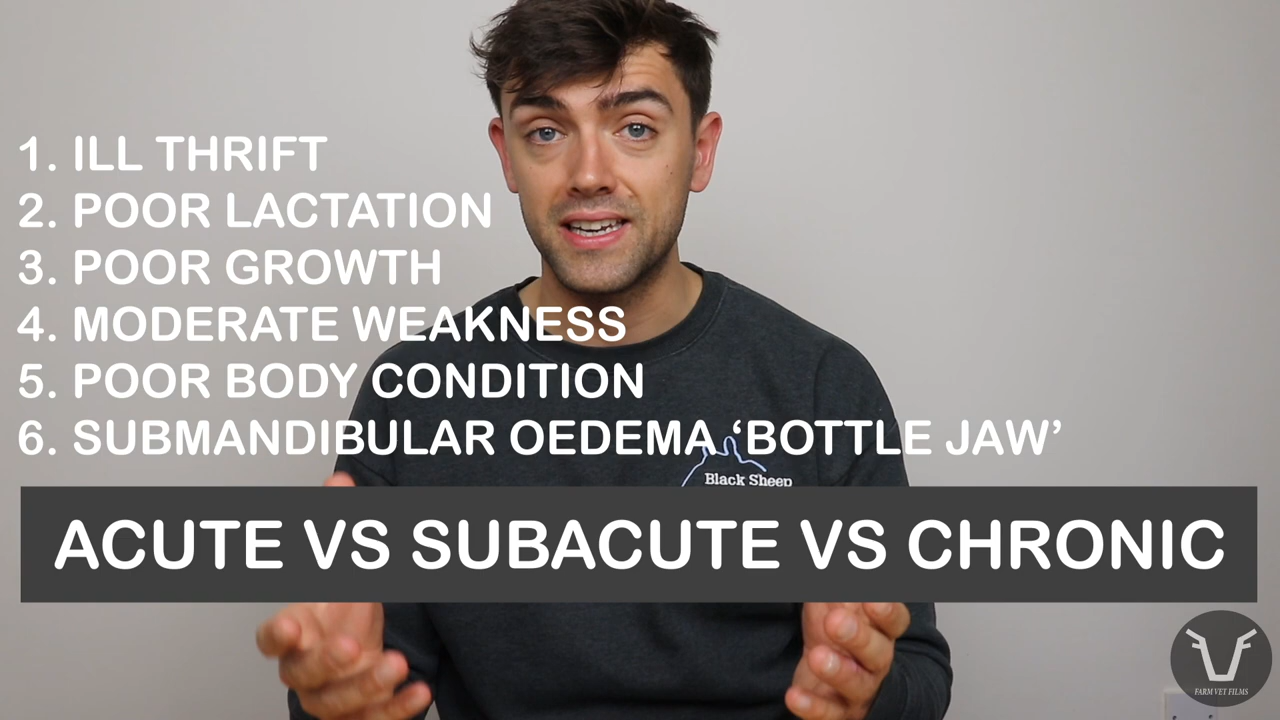 1. ILL THRIFT
2. POOR LACTATION
3. POOR GROWTH
4. MODERATE WEAKNESS
5. POOR BODY CONDITION
6. SUBMANDIBULAR OEDEMA ‘BOTTLE JAW’
Black Sheep
ACUTE VS SUBACUTE VS CHRONIC
FARM VET FILMS